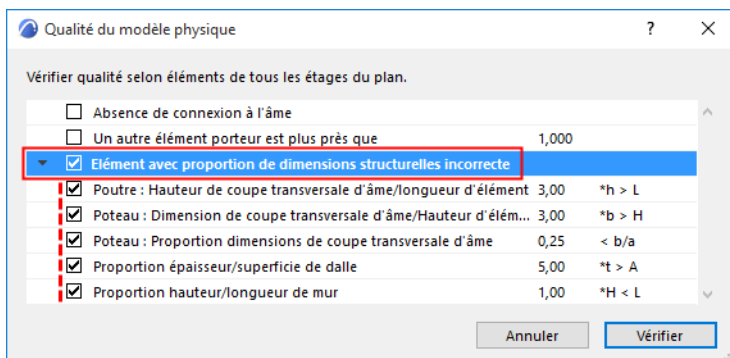 Qualité du modèle physique ? ×
Vérifier qualité selon éléments de tous les étages du plan.
Absence de connexion à l'âme
Un autre élément porteur est plus près que 1,000
Elément avec proportion de dimensions structurelles incorrecte
Poutre : Hauteur de coupe transversale d'âme/longueur d'élément 3,00 *h > L
Poteau : Dimension de coupe transversale d'âme/Hauteur d'élém... 3,00 *b > H
Poteau : Proportion dimensions de coupe transversale d'âme 0,25 < b/a
Proportion épaisseur/superficie de dalle 5,00 *t > A
Proportion hauteur/longueur de mur 1,00 *H < L
Annuler Vérifier